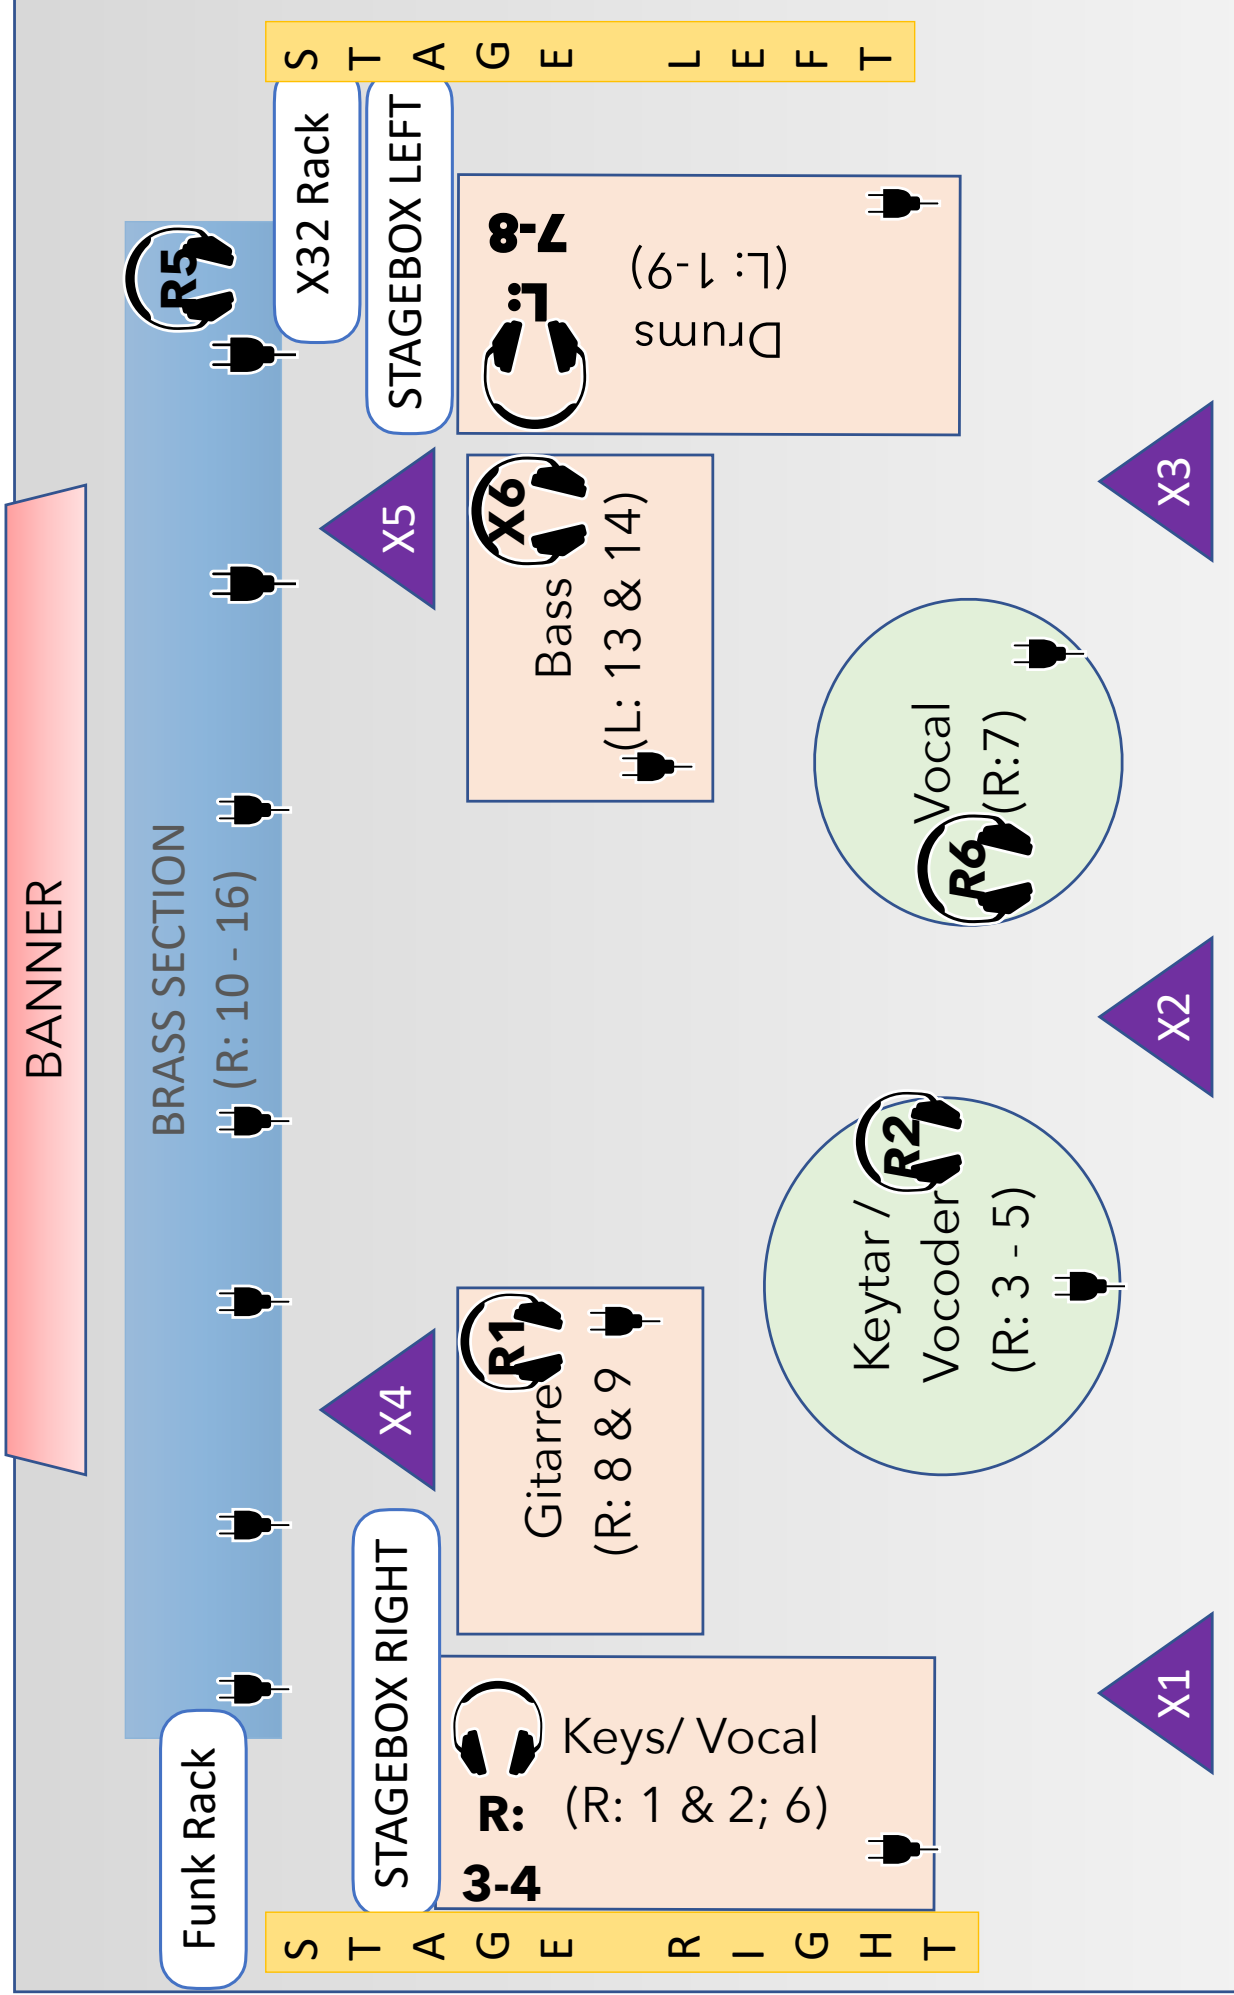 BANNER
BRASS SECTION
(R: 10 - 16)
R5
Funk Rack
X32 Rack
STAGEBOX RIGHT
STAGEBOX LEFT
X4
X5
STAGE RIGHT
STAGE LEFT
R:
3-4
Keys/ Vocal
(R: 1 & 2; 6)
R1
Gitarre
(R: 8 & 9
X6
Bass
(L: 13 & 14)
L:
7-8
Drums
(L: 1-9)
R2
Keytar /
Vocoder
(R: 3 - 5)
R6
Vocal
(R:7)
X1
X2
X3